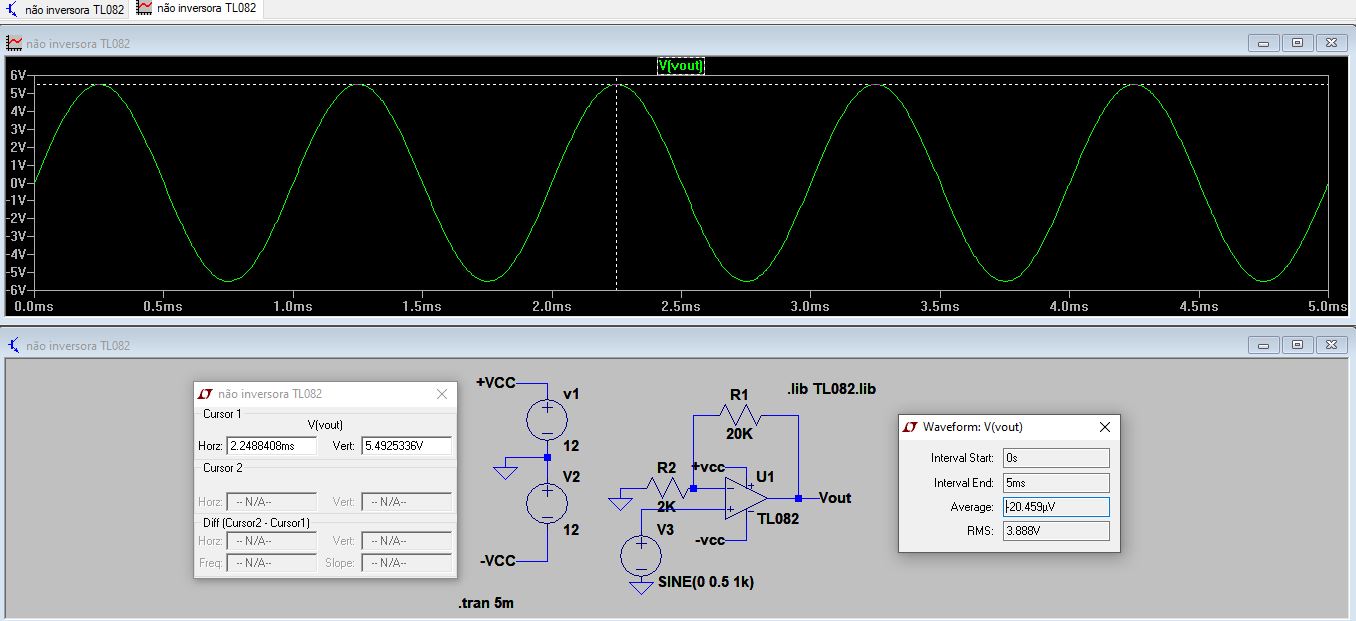 não inversora TL082 não inversora TL082
não inversora TL082
V(vout)
6V
5V
4V
3V
2V
1V
0V
-1V
-2V
-3V
-4V
-5V
-6V
0.0ms 0.5ms 1.0ms 1.5ms 2.0ms 2.5ms 3.0ms 3.5ms 4.0ms 4.5ms 5.0ms
não inversora TL082
não inversora TL082
Cursor 1
V(vout)
Horz: 2.2488408ms Vert: 5.4925336V
Cursor 2
Horz: -- N/A-- Vert: -- N/A--
Diff (Cursor2 - Cursor1)
Horz: -- N/A-- Vert: -- N/A--
Freq: -- N/A-- Slope: -- N/A--
+VCC
v1
12
V2
12
-VCC
.tran 5m
R1
20K
.lib TL082.lib
R2
2K
+vcc
U1
TL082
Vout
-vcc
V3
SINE(0 0.5 1k)
Waveform: V(vout)
Interval Start: 0s
Interval End: 5ms
Average: -20.459µV
RMS: 3.888V